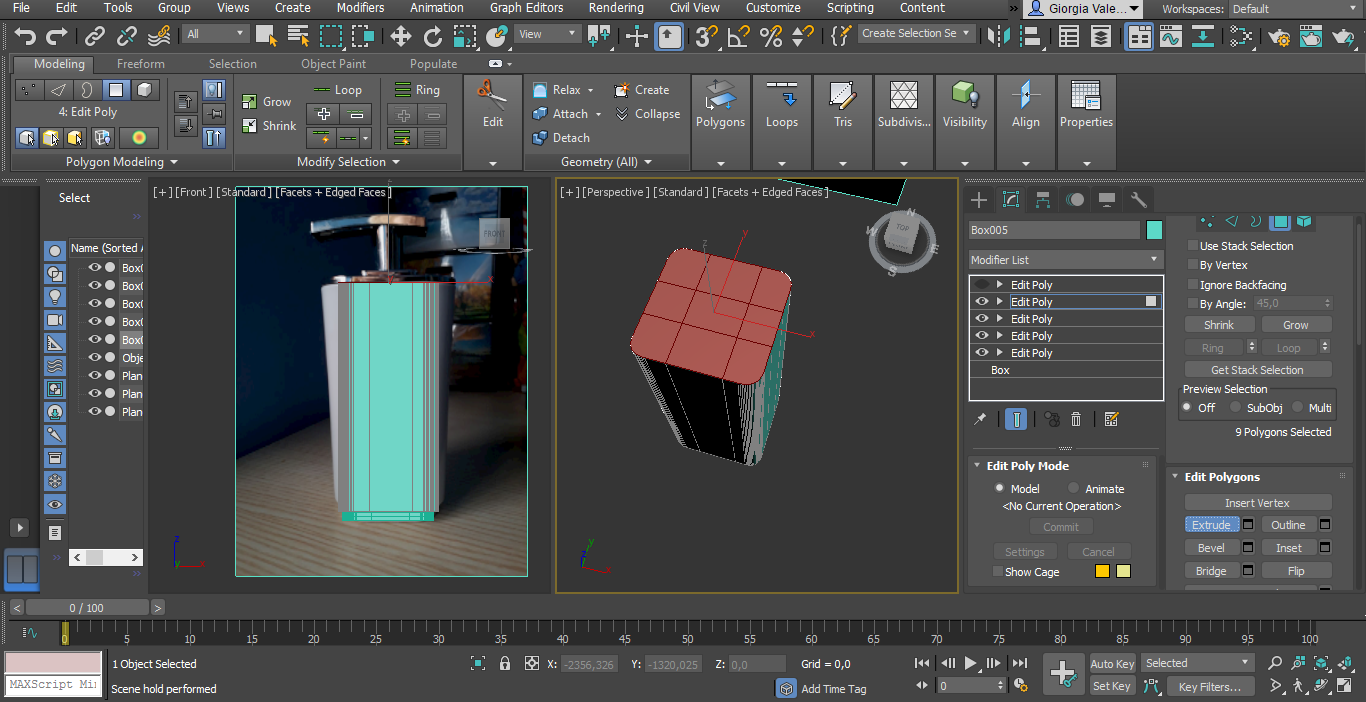 File Edit Tools Group Views Create Modifiers Animation Graph Editors Rendering Civil View Customize Scripting Content » Giorgia Vale... Workspaces: Default
All View 3 Create Selection Se
Modeling Freeform Selection Object Paint Populate
4: Edit Poly
Polygon Modeling
Grow Loop Ring
Shrink
Modify Selection
Edit
Relax Create
Attach Collapse
Detach
Geometry (All)
Polygons Loops Tris Subdivis... Visibility Align Properties
Select
»
Name (Sorted A
Box0
Box0
Box0
Box0
Box0
Obje
Plan
Plan
Plan
< >
»
»
[+] [Front] [Standard] [Facets + Edged Faces]
FRONT
x
z
x
[+] [Perspective] [Standard] [Facets + Edged Faces]
TOP
N
W
E
S
z
y
x
y
z
x
Box005
Modifier List
Edit Poly
Edit Poly
Edit Poly
Edit Poly
Edit Poly
Box
Edit Poly Mode
Model Animate
<No Current Operation>
Commit
Settings Cancel
Show Cage
Use Stack Selection
By Vertex
Ignore Backfacing
By Angle: 45,0
Shrink Grow
Ring Loop
Get Stack Selection
Preview Selection
Off SubObj Multi
9 Polygons Selected
Edit Polygons
Insert Vertex
Extrude Outline
Bevel Inset
Bridge Flip
< 0 / 100 >
0 5 10 15 20 25 30 35 40 45 50 55 60 65 70 75 80 85 90 95 100
1 Object Selected X: -2356,326 Y: -1320,025 Z: 0,0 Grid = 0,0 Auto Key Selected
MAXScript Mi
Scene hold performed Add Time Tag 0 Set Key Key Filters...